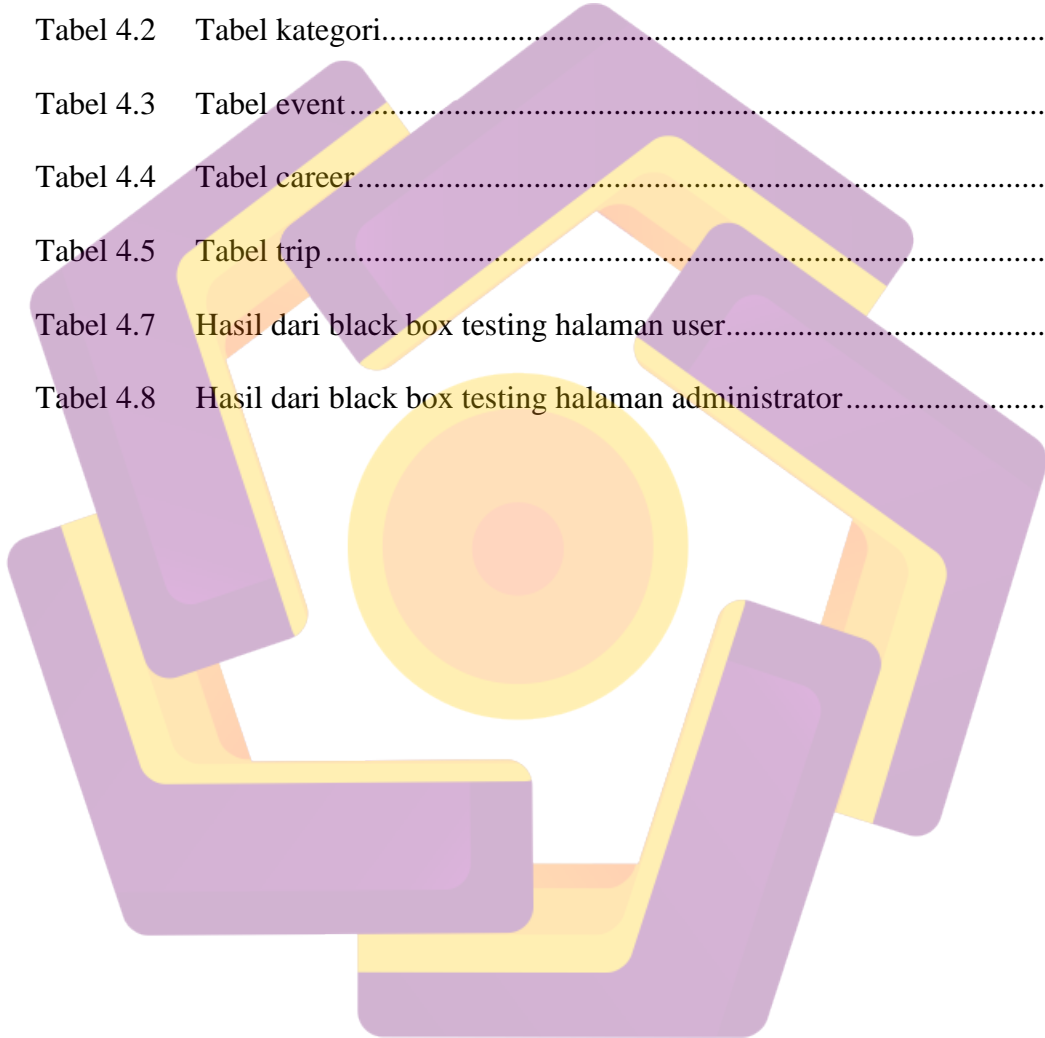 Tabel 4.2 Tabel kategori........................................................................................
Tabel 4.3 Tabel event............................................................................................
Tabel 4.4 Tabel career...........................................................................................
Tabel 4.5 Tabel trip...............................................................................................
Tabel 4.7 Hasil dari black box testing halaman user.......................................
Tabel 4.8 Hasil dari black box testing halaman administrator........................